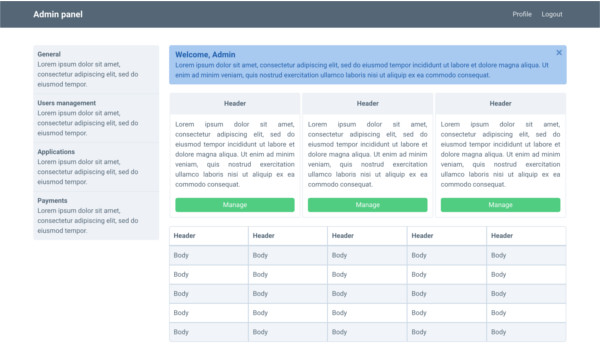 Admin panel
Profile
Logout
General
Lorem ipsum dolor sit amet,
consectetur adipiscing elit, sed do
eiusmod tempor.
Users management
Lorem ipsum dolor sit amet,
consectetur adipiscing elit, sed do
eiusmod tempor.
Applications
Lorem ipsum dolor sit amet,
consectetur adipiscing elit, sed do
eiusmod tempor.
Payments
Lorem ipsum dolor sit amet,
consectetur adipiscing elit, sed do
eiusmod tempor.
Welcome, Admin
Lorem ipsum dolor sit amet, consectetur adipiscing elit, sed do eiusmod tempor incididunt ut labore et dolore magna aliqua. Ut
enim ad minim veniam, quis nostrud exercitation ullamco laboris nisi ut aliquip ex ea commodo consequat.
Header
Lorem ipsum dolor sit amet,
consectetur adipiscing elit, sed do
eiusmod tempor incididunt ut labore et
dolore magna aliqua. Ut enim ad minim
veniam, quis nostrud exercitation
ullamco laboris nisi ut aliquip ex ea
commodo consequat.
Manage
Header
Lorem ipsum dolor sit amet,
consectetur adipiscing elit, sed do
eiusmod tempor incididunt ut labore et
dolore magna aliqua. Ut enim ad minim
veniam, quis nostrud exercitation
ullamco laboris nisi ut aliquip ex ea
commodo consequat.
Manage
Header
Lorem ipsum dolor sit amet,
consectetur adipiscing elit, sed do
eiusmod tempor incididunt ut labore et
dolore magna aliqua. Ut enim ad minim
veniam, quis nostrud exercitation
ullamco laboris nisi ut aliquip ex ea
commodo consequat.
Manage
Header Header Header Header Header
Body Body Body Body Body
Body Body Body Body Body
Body Body Body Body Body
Body Body Body Body Body
Body Body Body Body Body